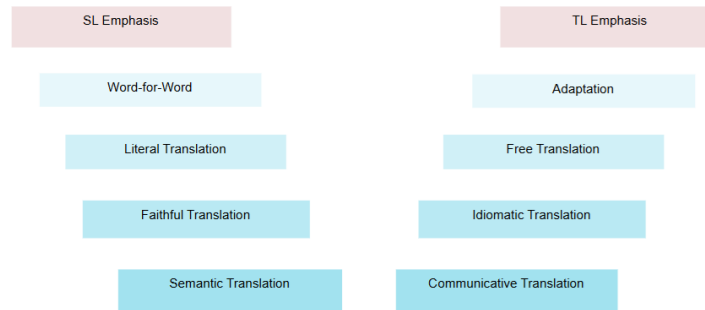 SL Emphasis
TL Emphasis
Word-for-Word
Adaptation
Literal Translation
Free Translation
Faithful Translation
Idiomatic Translation
Semantic Translation
Communicative Translation